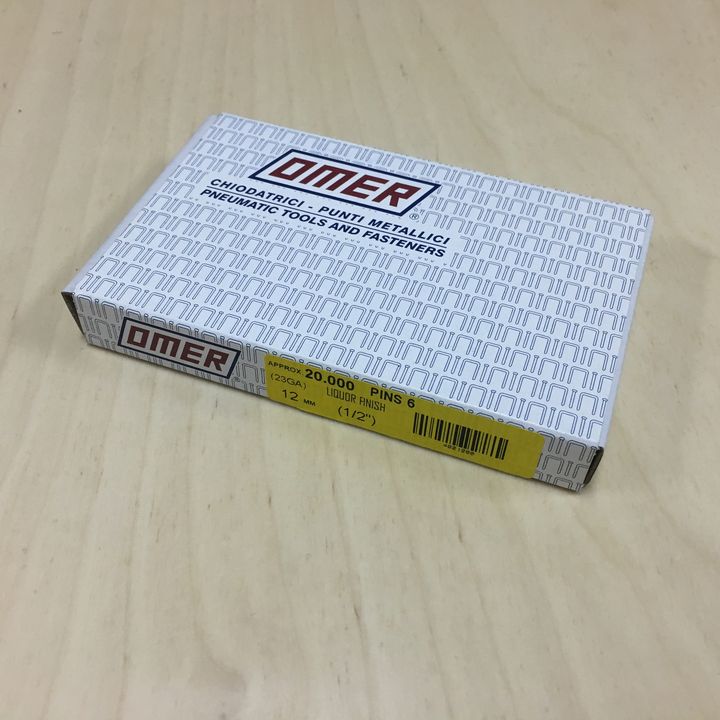 OMER
®
CHIODATRICI - PUNTI METALLICI
PNEUMATIC TOOLS AND FASTENERS
OMER
APPROX. 20.000 PINS 6
(23GA) LIQUOR FINISH
12 MM (1/2")